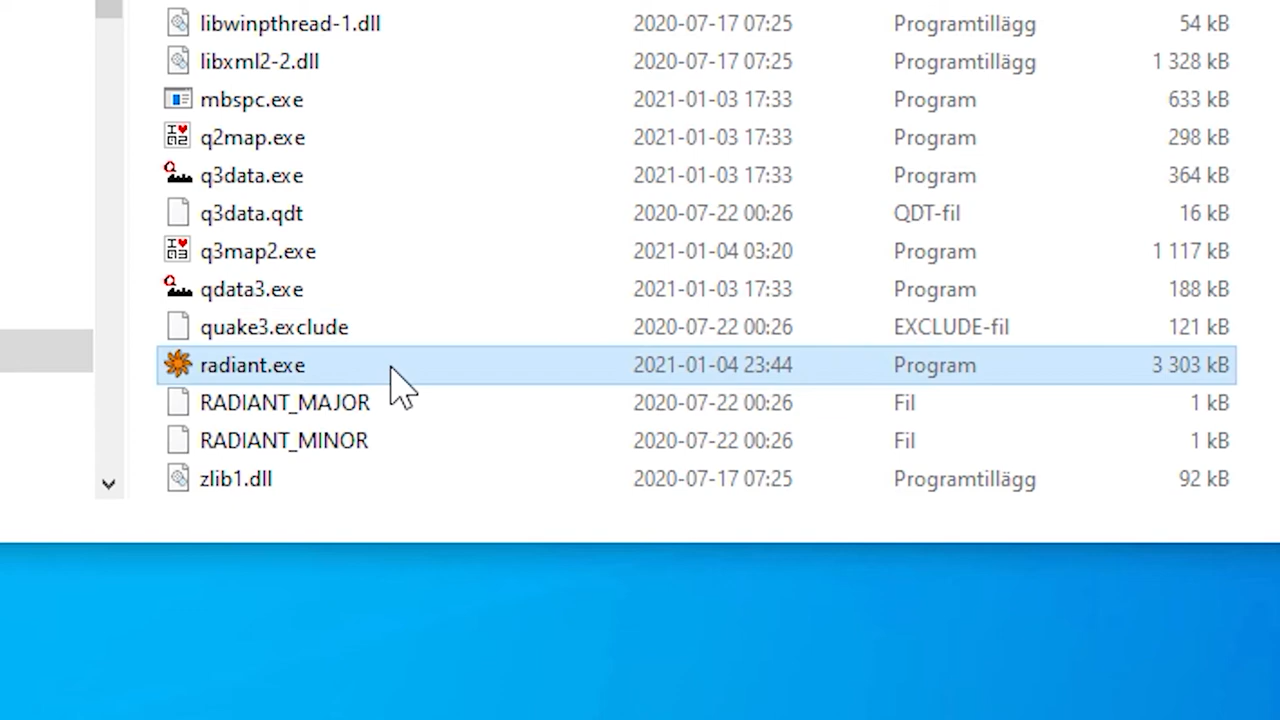 libwinpthread-1.dll 2020-07-17 07:25 Programtillägg 54 kB
libxml2-2.dll 2020-07-17 07:25 Programtillägg 1 328 kB
mbspc.exe 2021-01-03 17:33 Program 633 kB
q2map.exe 2021-01-03 17:33 Program 298 kB
q3data.exe 2021-01-03 17:33 Program 364 kB
q3data.qdt 2020-07-22 00:26 QDT-fil 16 kB
q3map2.exe 2021-01-04 03:20 Program 1 117 kB
qdata3.exe 2021-01-03 17:33 Program 188 kB
quake3.exclude 2020-07-22 00:26 EXCLUDE-fil 121 kB
radiant.exe 2021-01-04 23:44 Program 3 303 kB
RADIANT_MAJOR 2020-07-22 00:26 Fil 1 kB
RADIANT_MINOR 2020-07-22 00:26 Fil 1 kB
zlib1.dll 2020-07-17 07:25 Programtillägg 92 kB